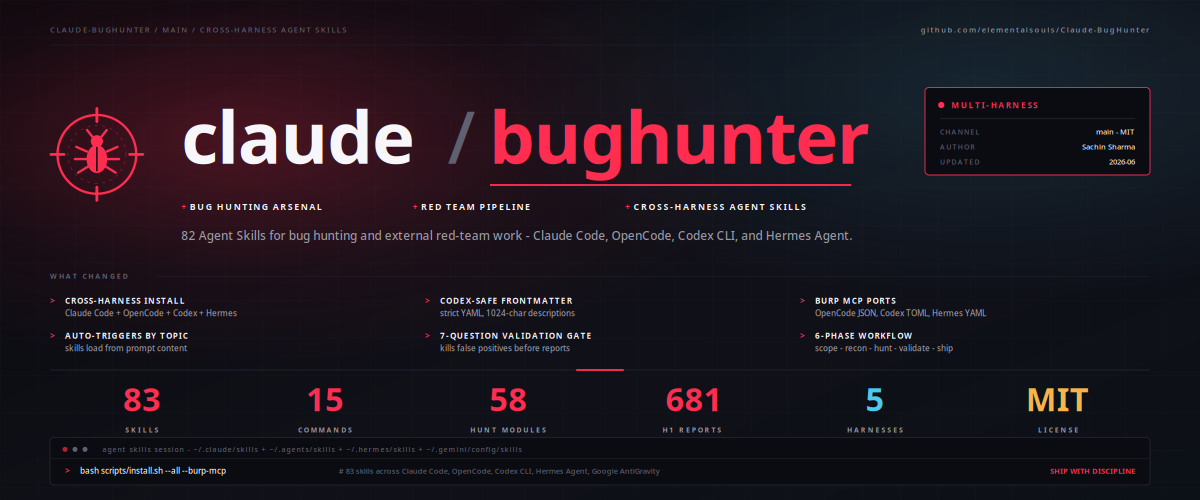 CLAUDE-BUGHUNTER / MAIN / CROSS-HARNESS AGENT SKILLS
github.com/elementalsouls/Claude-BugHunter
claude / bughunter
MULTI-HARNESS
CHANNEL main - MIT
AUTHOR Sachin Sharma
UPDATED 2026-06
+ BUG HUNTING ARSENAL + RED TEAM PIPELINE + CROSS-HARNESS AGENT SKILLS
82 Agent Skills for bug hunting and external red-team work - Claude Code, OpenCode, Codex CLI, and Hermes Agent.
WHAT CHANGED
> CROSS-HARNESS INSTALL
Claude Code + OpenCode + Codex + Hermes
> CODEX-SAFE FRONTMATTER
strict YAML, 1024-char descriptions
> BURP MCP PORTS
OpenCode JSON, Codex TOML, Hermes YAML
> AUTO-TRIGGERS BY TOPIC
skills load from prompt content
> 7-QUESTION VALIDATION GATE
kills false positives before reports
> 6-PHASE WORKFLOW
scope - recon - hunt - validate - ship
83 15 58 681 5 MIT
SKILLS COMMANDS HUNT MODULES H1 REPORTS HARNESSES LICENSE
agent skills session - ~/.claude/skills + ~/.agents/skills + ~/.hermes/skills + ~/.gemini/config/skills
> bash scripts/install.sh --all --burp-mcp # 83 skills across Claude Code, OpenCode, Codex CLI, Hermes Agent, Google AntiGravity SHIP WITH DISCIPLINE